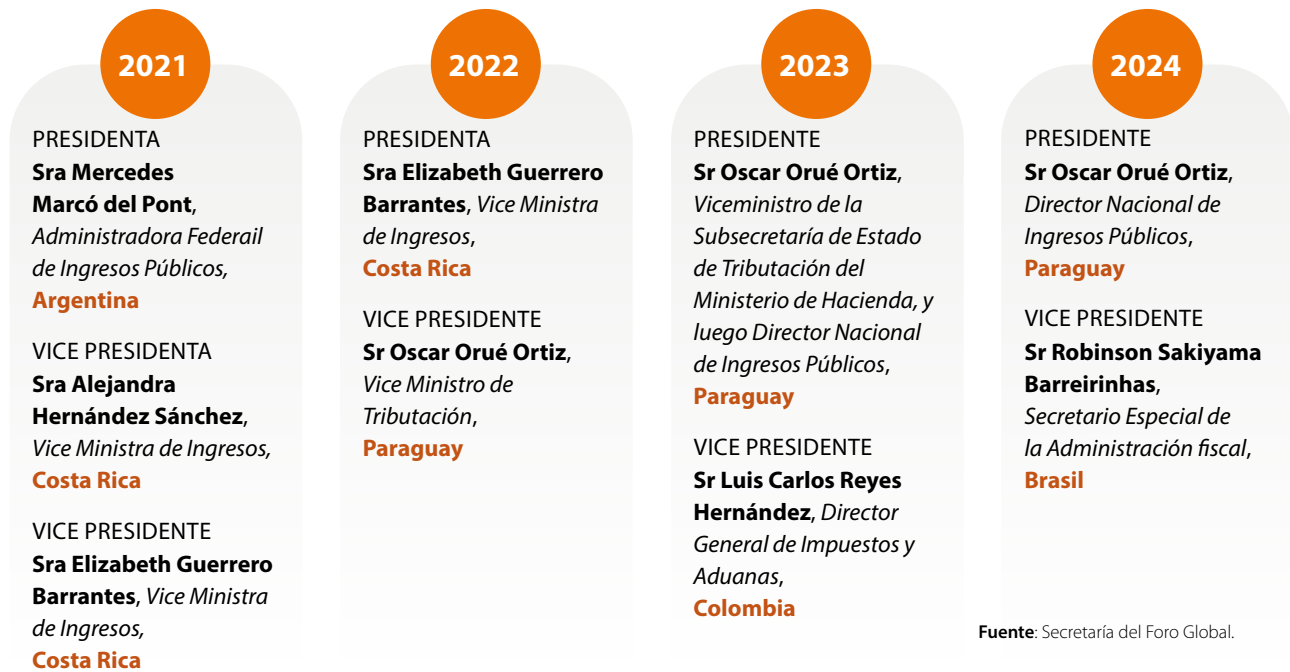 2021
PRESIDENTA
Sra Mercedes
Marcó del Pont,
Administradora Federail
de Ingresos Públicos,
Argentina
VICE PRESIDENTA
Sra Alejandra
Hernández Sánchez,
Vice Ministra de Ingresos,
Costa Rica
VICE PRESIDENTE
Sra Elizabeth Guerrero
Barrantes, Vice Ministra
de Ingresos,
Costa Rica
2022
PRESIDENTA
Sra Elizabeth Guerrero
Barrantes, Vice Ministra
de Ingresos,
Costa Rica
VICE PRESIDENTE
Sr Oscar Orué Ortiz,
Vice Ministro de
Tributación,
Paraguay
2023
PRESIDENTE
Sr Oscar Orué Ortiz,
Viceministro de la
Subsecretaría de Estado
de Tributación del
Ministerio de Hacienda, y
luego Director Nacional
de Ingresos Públicos,
Paraguay
VICE PRESIDENTE
Sr Luis Carlos Reyes
Hernández, Director
General de Impuestos y
Aduanas,
Colombia
2024
PRESIDENTE
Sr Oscar Orué Ortiz,
Director Nacional de
Ingresos Públicos,
Paraguay
VICE PRESIDENTE
Sr Robinson Sakiyama
Barreirinhas,
Secretario Especial de
la Administración fiscal,
Brasil
Fuente: Secretaría del Foro Global.